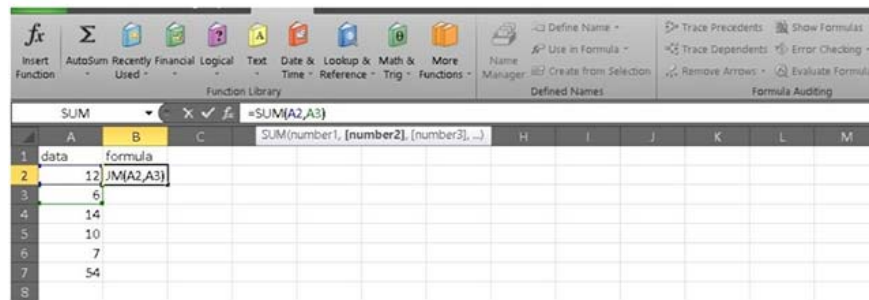 fx Σ θ
Insert Function AutoSum Recently Used Financial Logical Text Date & Time Lookup & Reference Math & Trig More Functions Name Manager Define Name Trace Precedents Show Formulas
Use in Formula Trace Dependents Error Checking
Create from Selection Remove Arrows Evaluate Formula
Function Library Defined Names Formula Auditing
SUM fx =SUM(A2,A3)
SUM(number1, [number2], [number3], ...)
A B C H I J K L M
1 data formula
2 12 JM(A2,A3)
3 6
4 14
5 10
6 7
7 54
8